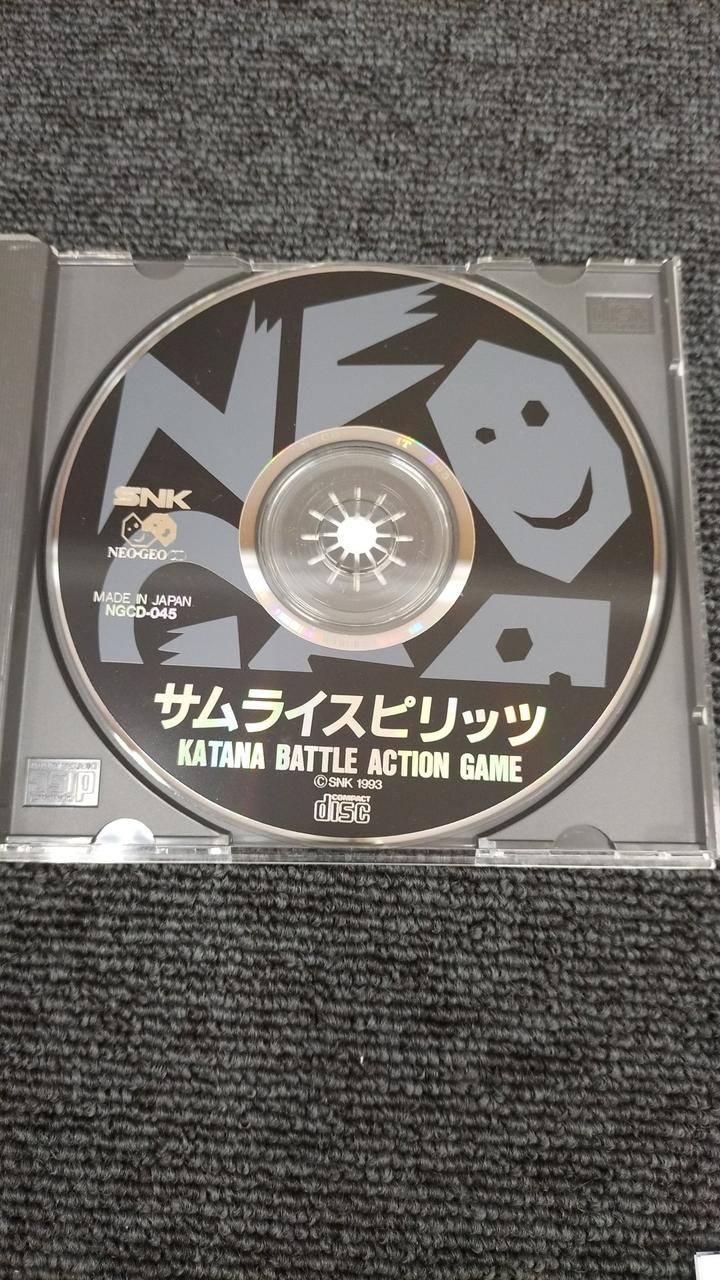 NEO
GEO
SNK
NEO•GEO CD
MADE IN JAPAN
NGCD-045
サムライスピリッツ
KATANA BATTLE ACTION GAME
©SNK 1993
COMPACT
disc